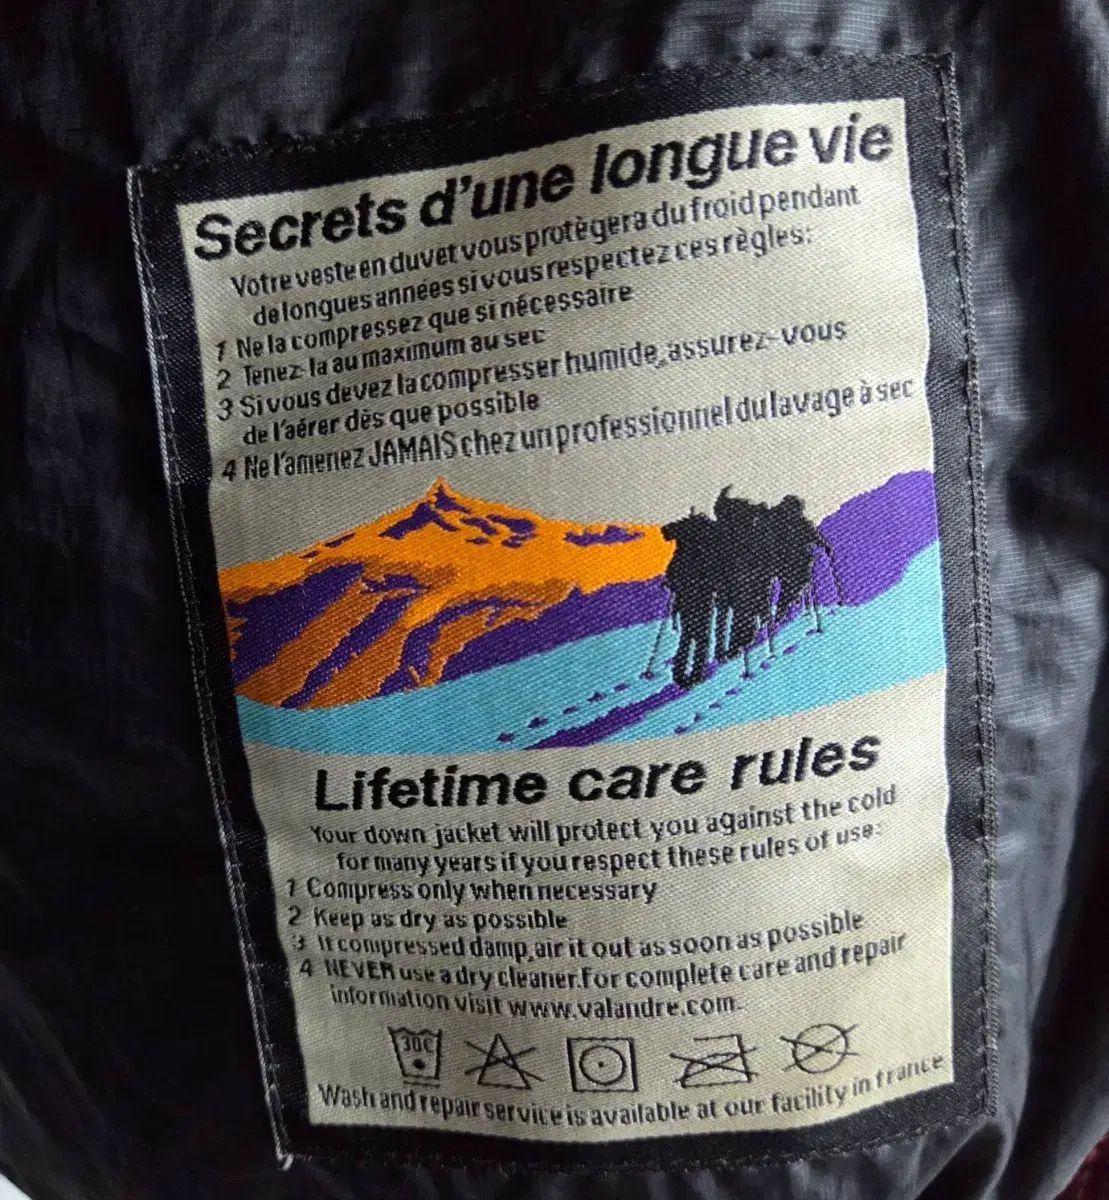 Secrets d'une longue vie
Votre veste en duvet vous protègera du froid pendant
de longues années si vous respectez ces règles:
1 Ne la compressez que si nécessaire
2 Tenez-la au maximum au sec
3 Si vous devez la compresser humide, assurez-vous
de l'aérer dès que possible
4 Ne l'amenez JAMAIS chez un professionnel du lavage à sec
Lifetime care rules
Your down jacket will protect you against the cold
for many years if you respect these rules of use:
1 Compress only when necessary
2 Keep as dry as possible
3 If compressed damp, air it out as soon as possible
4 NEVER use a dry cleaner. For complete care and repair
information visit www.valandre.com.
30C
Wash and repair service is available at our facility in france